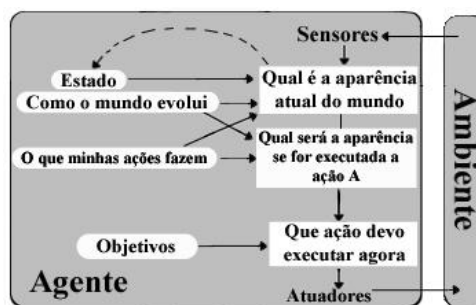 Sensores
Estado
Qual é a aparência
atual do mundo
Como o mundo evolui
Qual será a aparência
se for executada a
ação A
O que minhas ações fazem
Objetivos
Que ação devo
executar agora
Agente
Atuadores
Ambiente